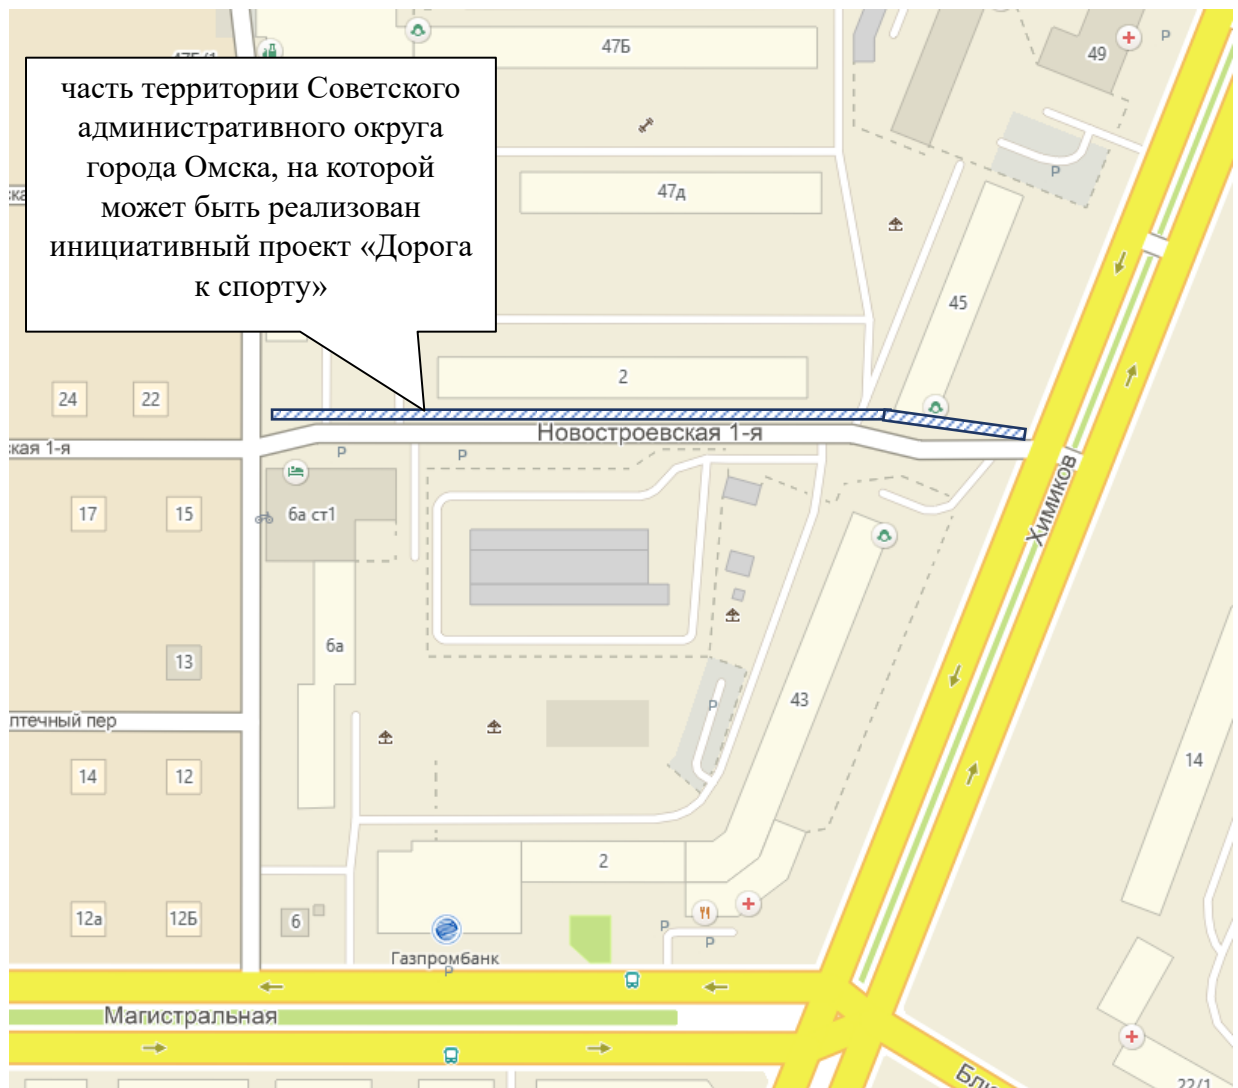 47Б
49
P
часть территории Советского
административного округа
города Омска, на которой
может быть реализован
инициативный проект «Дорога
к спорту»
P
47д
45
2
24
22
Новостроевская 1-я
кая 1-я
P
P
17
15
6а ст1
Химиков
6а
13
43
P
птечный пер
14
12
14
2
12а
12Б
6
P
P
Газпромбанк
P
Магистральная
22/1